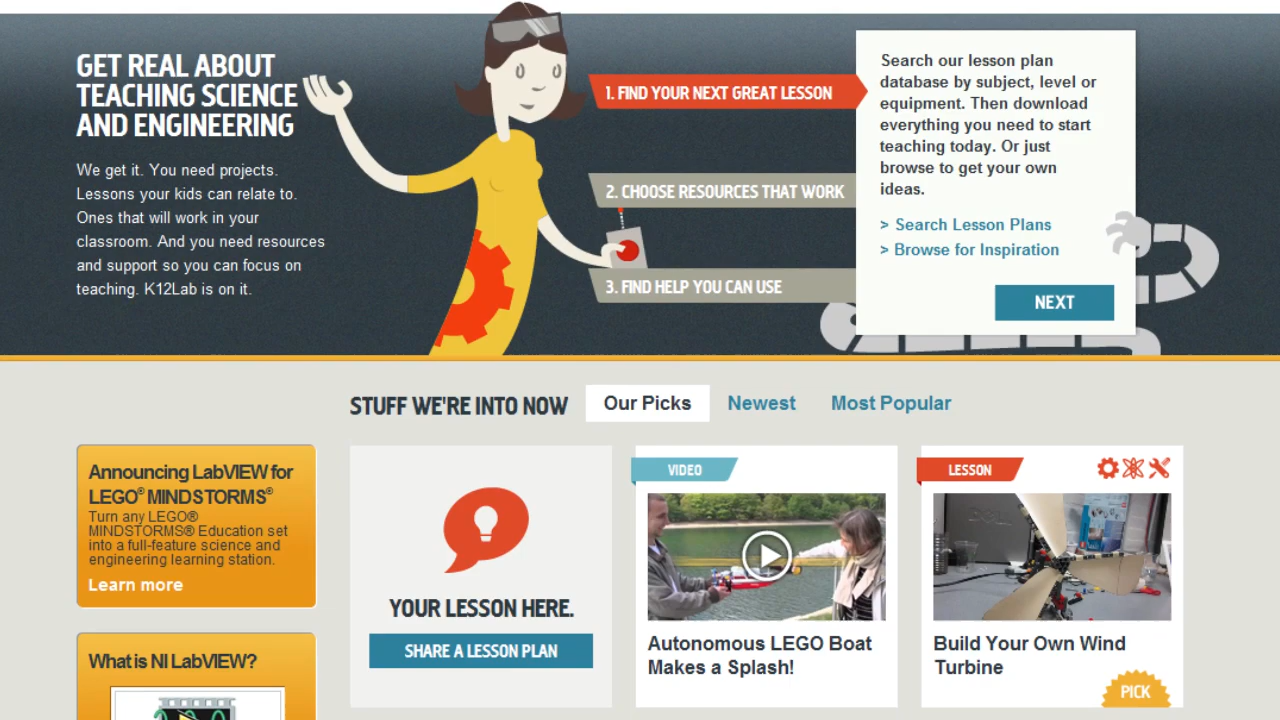 GET REAL ABOUT
TEACHING SCIENCE
AND ENGINEERING
We get it. You need projects.
Lessons your kids can relate to.
Ones that will work in your
classroom. And you need resources
and support so you can focus on
teaching. K12Lab is on it.
1. FIND YOUR NEXT GREAT LESSON
2. CHOOSE RESOURCES THAT WORK
3. FIND HELP YOU CAN USE
Search our lesson plan
database by subject, level or
equipment. Then download
everything you need to start
teaching today. Or just
browse to get your own
ideas.
> Search Lesson Plans
> Browse for Inspiration
NEXT
STUFF WE'RE INTO NOW
Our Picks
Newest
Most Popular
Announcing LabVIEW for
LEGO® MINDSTORMS®
Turn any LEGO®
MINDSTORMS® Education set
into a full-feature science and
engineering learning station.
Learn more
What is NI LabVIEW?
YOUR LESSON HERE.
SHARE A LESSON PLAN
VIDEO
Autonomous LEGO Boat
Makes a Splash!
LESSON
DELL
Build Your Own Wind
Turbine
PICK